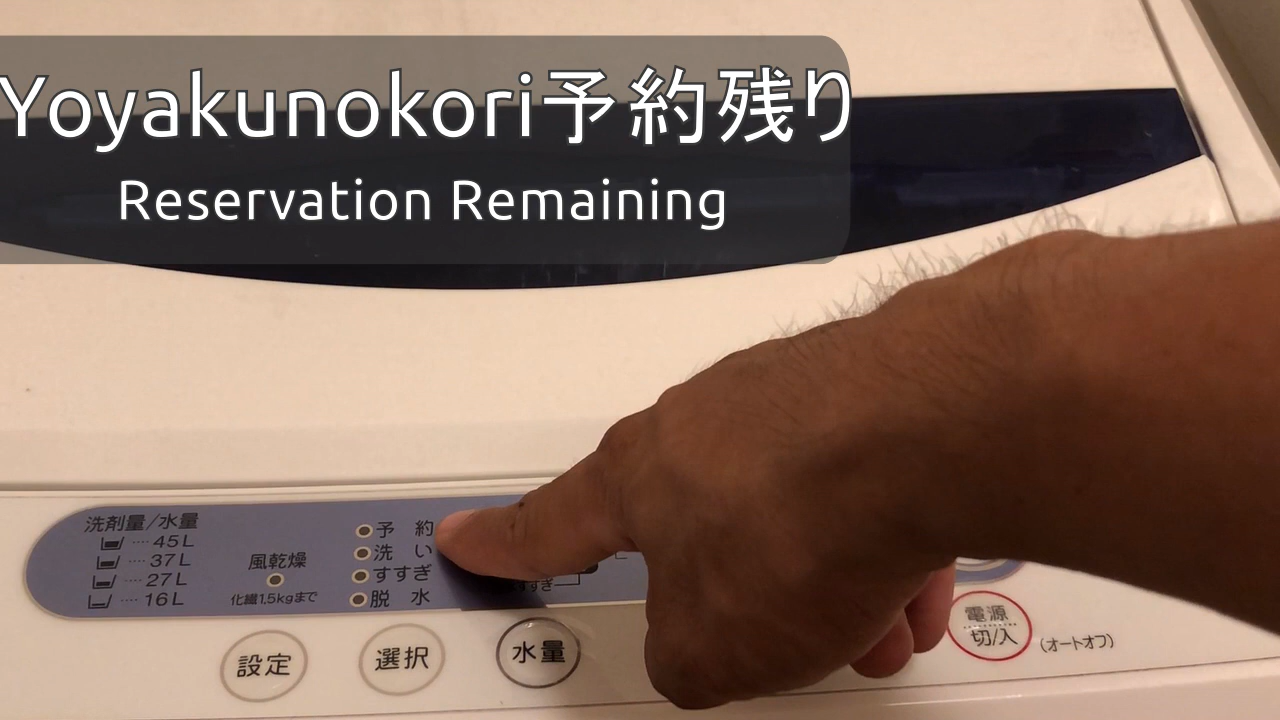 Yoyakunokori予約残り
Reservation Remaining
洗剤量/水量
45L
37L
27L
16L
風乾燥
化繊1.5kgまで
予約
洗い
すすぎ
脱水
すすぎ
設定
選択
水量
電源
切/入
(オートオフ)